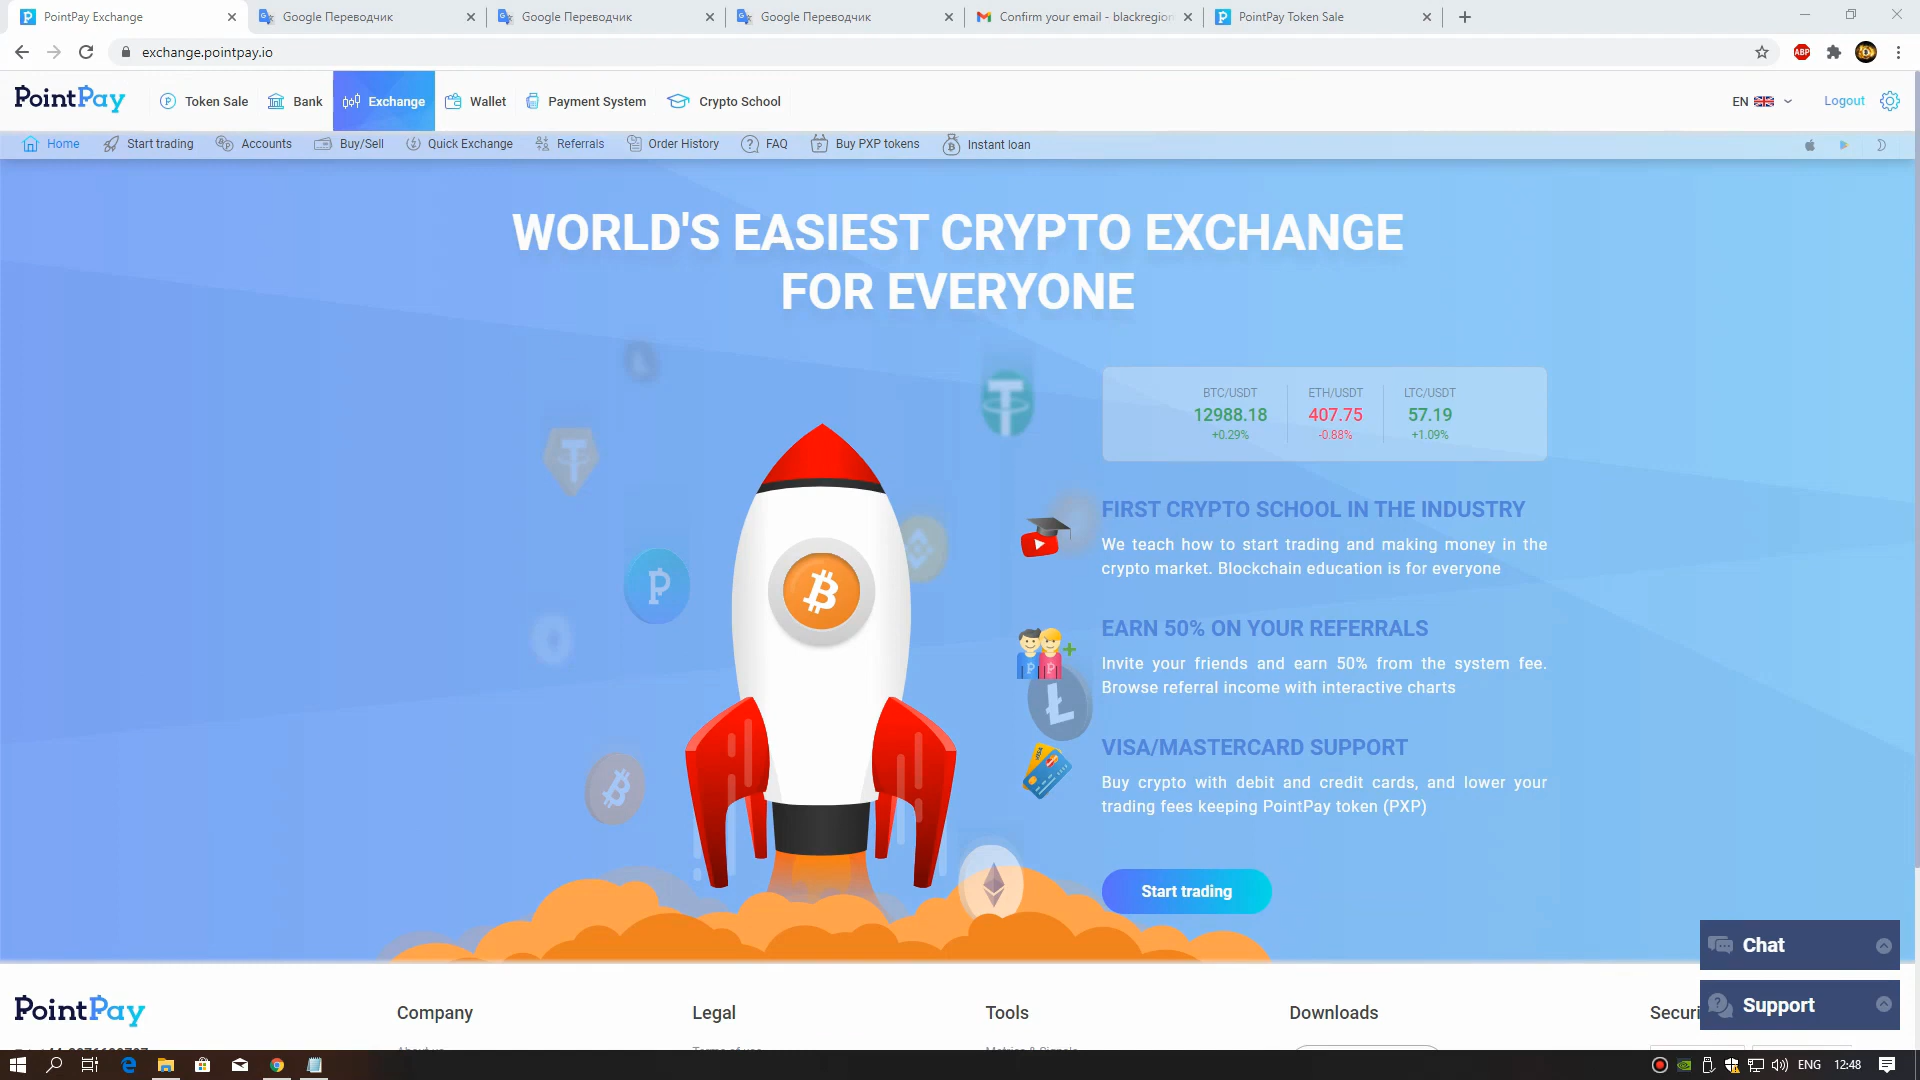 PointPay Exchange
Google Переводчик
Google Переводчик
Google Переводчик
Confirm your email - blackregion
PointPay Token Sale
exchange.pointpay.io
ABP
PointPay
Token Sale
Bank
Exchange
Wallet
Payment System
Crypto School
EN
Logout
Home
Start trading
Accounts
Buy/Sell
Quick Exchange
Referrals
Order History
FAQ
Buy PXP tokens
Instant loan
WORLD'S EASIEST CRYPTO EXCHANGE
FOR EVERYONE
BTC/USDT
12988.18
+0.29%
ETH/USDT
407.75
-0.88%
LTC/USDT
57.19
+1.09%
FIRST CRYPTO SCHOOL IN THE INDUSTRY
We teach how to start trading and making money in the
crypto market. Blockchain education is for everyone
EARN 50% ON YOUR REFERRALS
Invite your friends and earn 50% from the system fee.
Browse referral income with interactive charts
VISA/MASTERCARD SUPPORT
Buy crypto with debit and credit cards, and lower your
trading fees keeping PointPay token (PXP)
Start trading
Chat
Support
PointPay
Company
Legal
Tools
Downloads
Securi
ENG
12:48